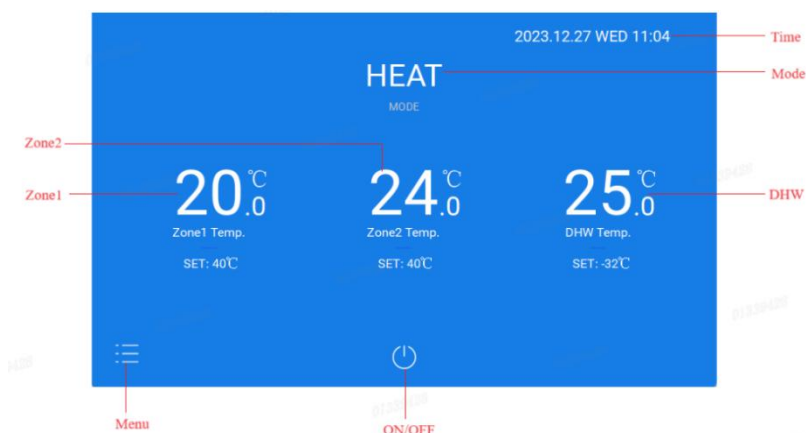 2023.12.27 WED 11:04
Time
HEAT
Mode
MODE
Zone2
20.0℃
24.0℃
25.0℃
Zone1
DHW
Zone1 Temp.
Zone2 Temp.
DHW Temp.
SET: 40℃
SET: 40℃
SET: -32℃
Menu
ON/OFF